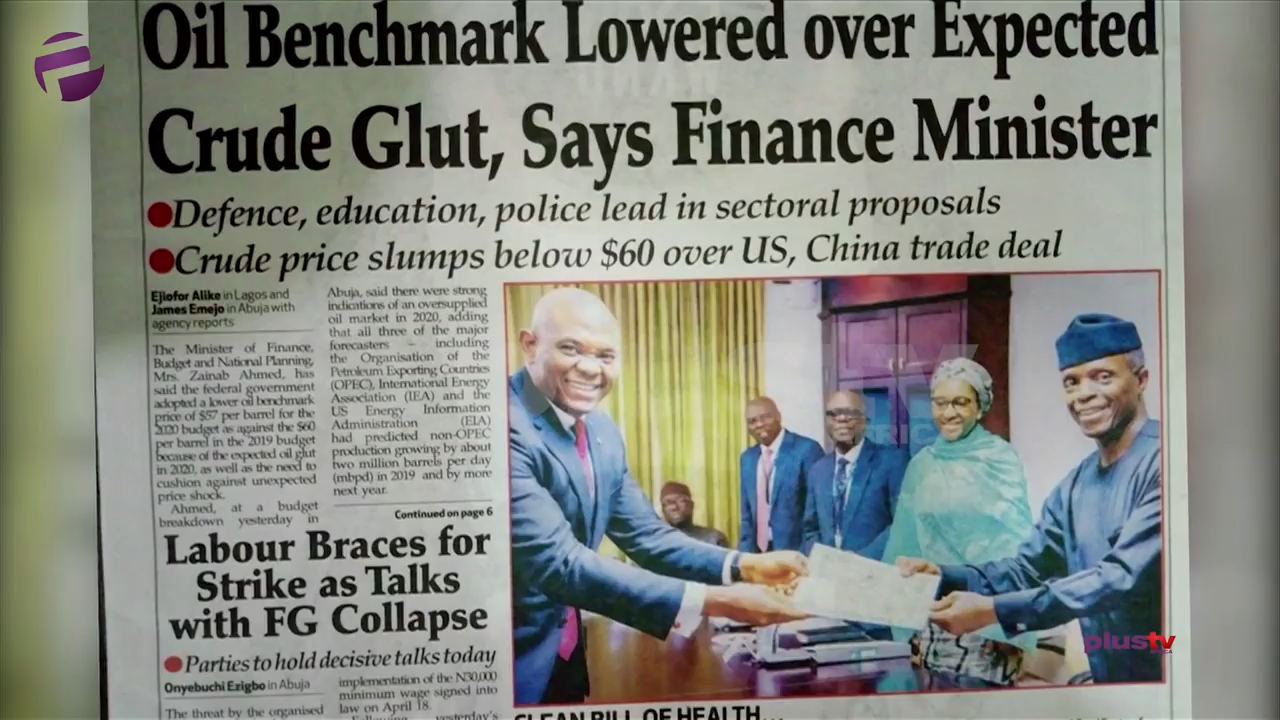 Oil Benchmark Lowered over Expected
Crude Glut, Says Finance Minister
Defence, education, police lead in sectoral proposals
Crude price slumps below $60 over US, China trade deal
Ejiofor Alike in Lagos and
James Emejo in Abuja with
agency reports
The Minister of Finance,
Budget and National Planning,
Mrs. Zainab Ahmed, has
said the federal government
adopted a lower oil benchmark
price of $57 per barrel for the
2020 budget as against the $60
per barrel in the 2019 budget
because of the expected oil glut
in 2020, as well as the need to
cushion against unexpected
price shock.
Ahmed, at a budget
breakdown yesterday in
Abuja, said there were strong
indications of an oversupplied
oil market in 2020, adding
that all three of the major
forecasters – including
the Organisation of the
Petroleum Exporting Countries
(OPEC), International Energy
Association (IEA) and the
US Energy Information
Administration (EIA)
had predicted non-OPEC
production growing by about
two million barrels per day
(mbpd) in 2019 and by more
next year.
Continued on page 6
Labour Braces for
Strike as Talks
with FG Collapse
Parties to hold decisive talks today
Onyebuchi Ezigbo in Abuja
The threat by the organised
implementation of the N30,000
minimum wage signed into
law on April 18.
Following yesterday's
CLEAN BILL OF HEALTH...
plustv